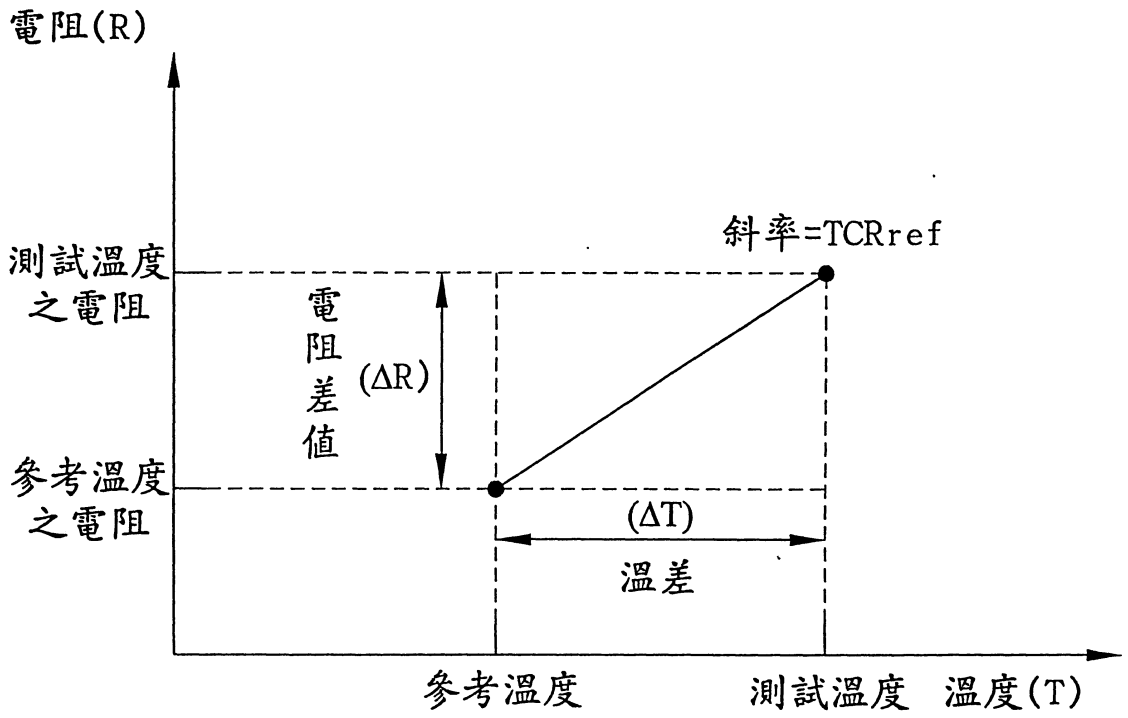 電阻(R)
斜率=TCRref
測試溫度
之電阻
電阻差值
(ΔR)
參考溫度
之電阻
(ΔT)
溫差
參考溫度
測試溫度
溫度(T)